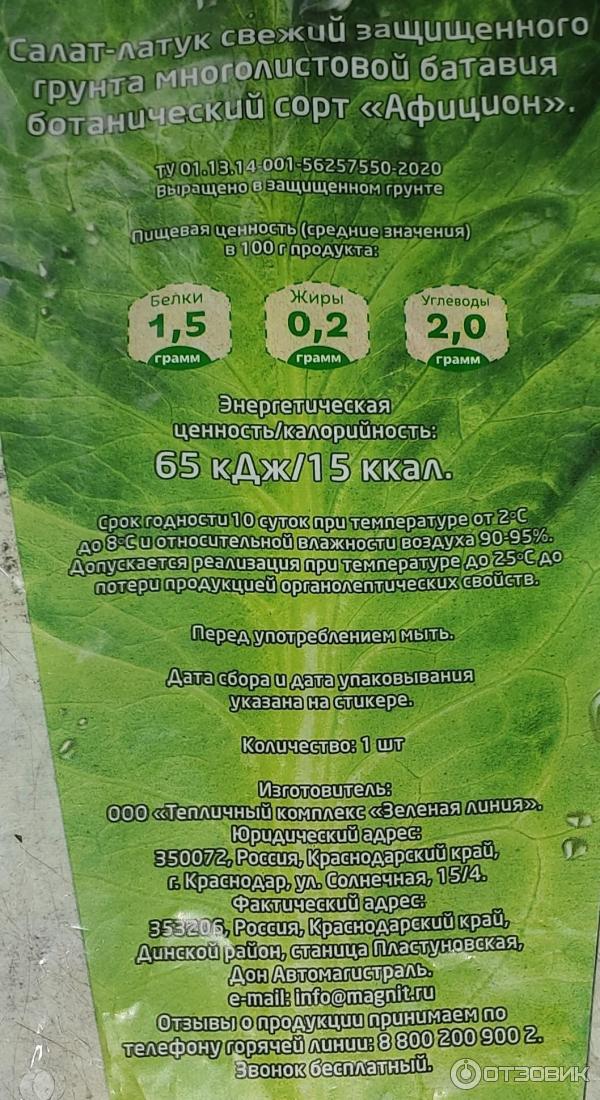 Салат-латук свежий защищенного
грунта многолистовой батавия
ботанический сорт «Афицион».
ТУ 01.13.14-001-56257550-2020
Выращено в защищенном грунте
Пищевая ценность (средние значения)
в 100 г продукта:
Белки
1,5
грамм
Жиры
0,2
грамм
Углеводы
2,0
грамм
Энергетическая
ценность/калорийность:
65 кДж/15 ккал.
Срок годности 10 суток при температуре от 2°С
до 8°С и относительной влажности воздуха 90-95%.
Допускается реализация при температуре до 25°С до
потери продукцией органолептических свойств.
Перед употреблением мыть.
Дата сбора и дата упаковывания
указана на стикере.
Количество: 1 шт
Изготовитель:
ООО «Тепличный комплекс «Зеленая линия».
Юридический адрес:
350072, Россия, Краснодарский край,
г. Краснодар, ул. Солнечная, 15/4.
Фактический адрес:
353206, Россия, Краснодарский край,
Динской район, станица Пластуновская,
Дон Автомагистраль.
e-mail: info@magnit.ru
Отзывы о продукции принимаем по
телефону горячей линии: 8 800 200 900 2.
Звонок бесплатный.
ОТЗОВИК